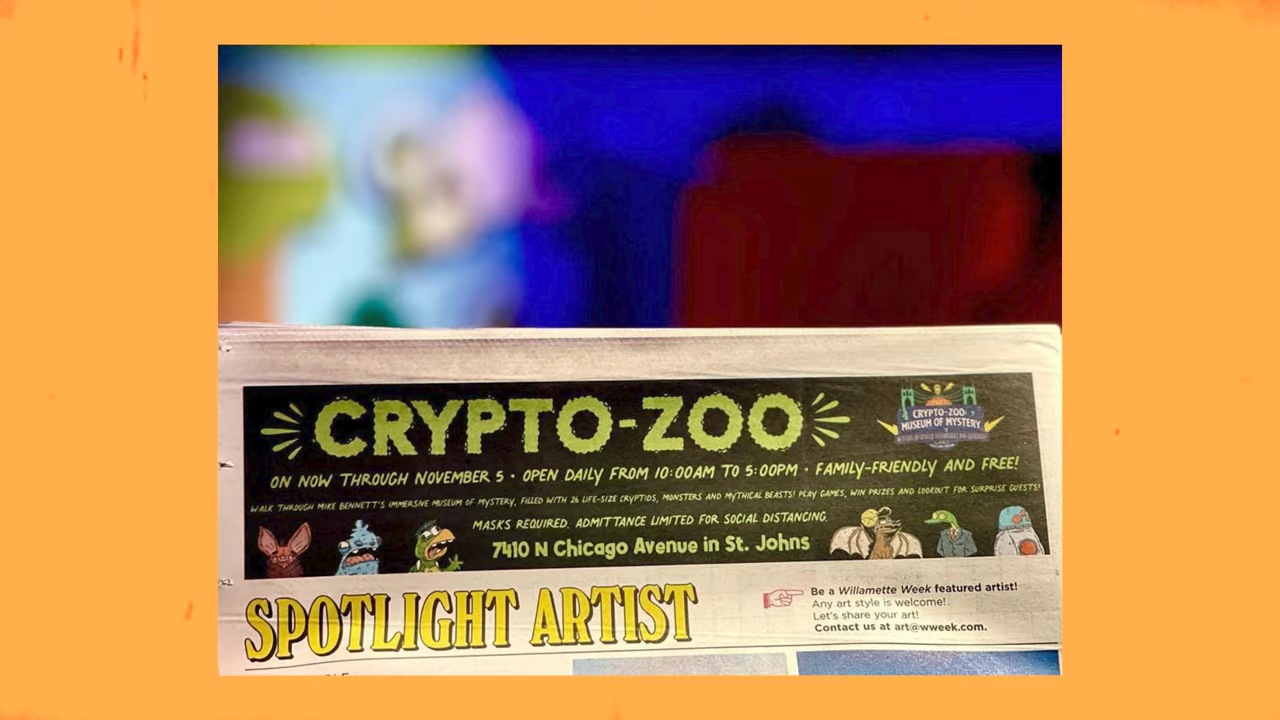 CRYPTO-ZOO
CRYPTO-ZOO
MUSEUM OF MYSTERY
ON NOW THROUGH NOVEMBER 5 • OPEN DAILY FROM 10:00AM TO 5:00PM • FAMILY-FRIENDLY AND FREE!
WALK THROUGH MIKE BENNETT'S IMMERSIVE MUSEUM OF MYSTERY, FILLED WITH 26 LIFE-SIZE CRYPTIDS, MONSTERS AND MYTHICAL BEASTS! PLAY GAMES, WIN PRIZES AND LOOKOUT FOR SURPRISE GUESTS!
MASKS REQUIRED. ADMITTANCE LIMITED FOR SOCIAL DISTANCING.
7410 N Chicago Avenue in St. Johns
SPOTLIGHT ARTIST
Be a Willamette Week featured artist!
Any art style is welcome!
Let's share your art!
Contact us at art@wweek.com.